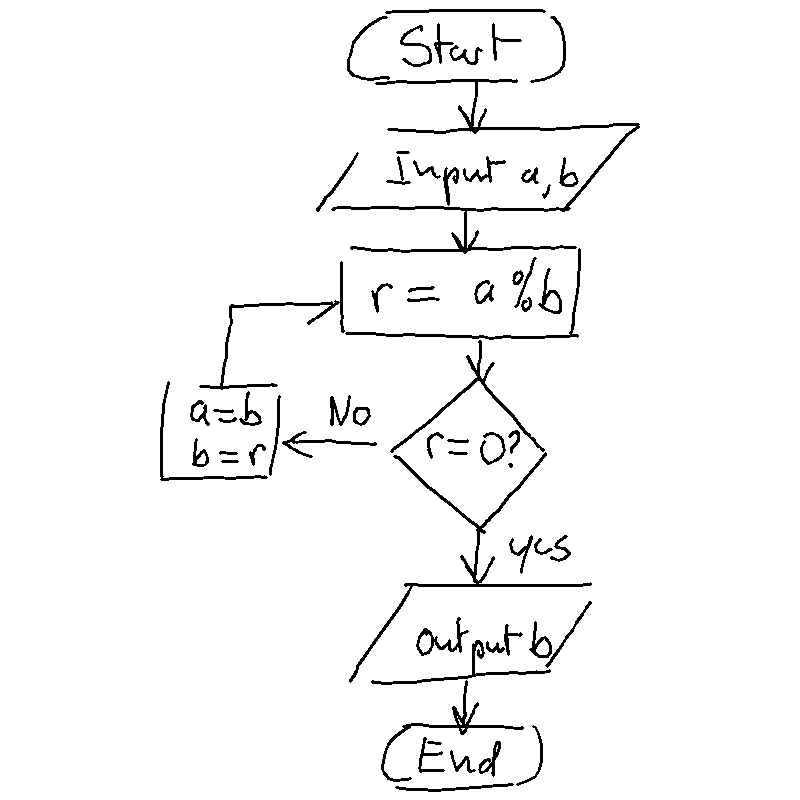 Start
Input a, b
r = a % b
r=0?
No
a=b
b=r
yes
output b
End